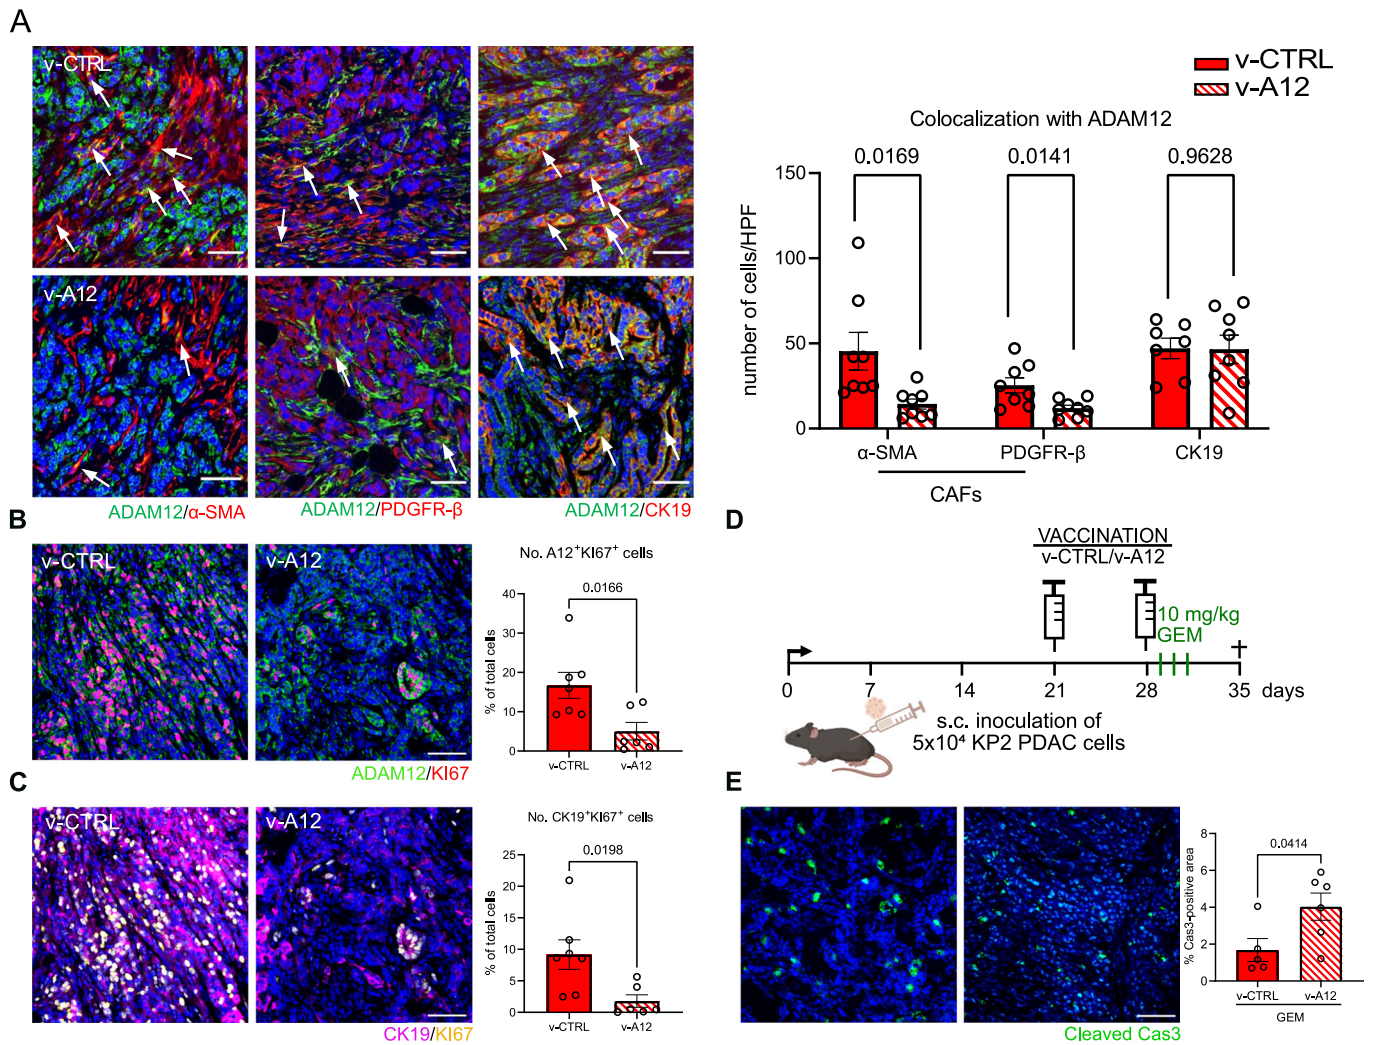 A
v-CTRL
v-A12
ADAM12/α-SMA
ADAM12/PDGFR-β
ADAM12/CK19
v-CTRL
v-A12
Colocalization with ADAM12
0.0169
0.0141
0.9628
number of cells/HPF
150
100
50
0
α-SMA
PDGFR-β
CK19
CAFs
B
v-CTRL
v-A12
ADAM12/KI67
No. A12⁺KI67⁺ cells
0.0166
% of total cells
40
30
20
10
0
v-CTRL
v-A12
C
v-CTRL
v-A12
CK19/KI67
No. CK19⁺KI67⁺ cells
0.0198
% of total cells
25
20
15
10
5
0
v-CTRL
v-A12
D
VACCINATION
v-CTRL/v-A12
10 mg/kg
GEM
0
7
14
21
28
35
days
s.c. inoculation of
5x10⁴ KP2 PDAC cells
E
Cleaved Cas3
0.0414
% Cas3-positive area
8
6
4
2
0
v-CTRL
v-A12
GEM